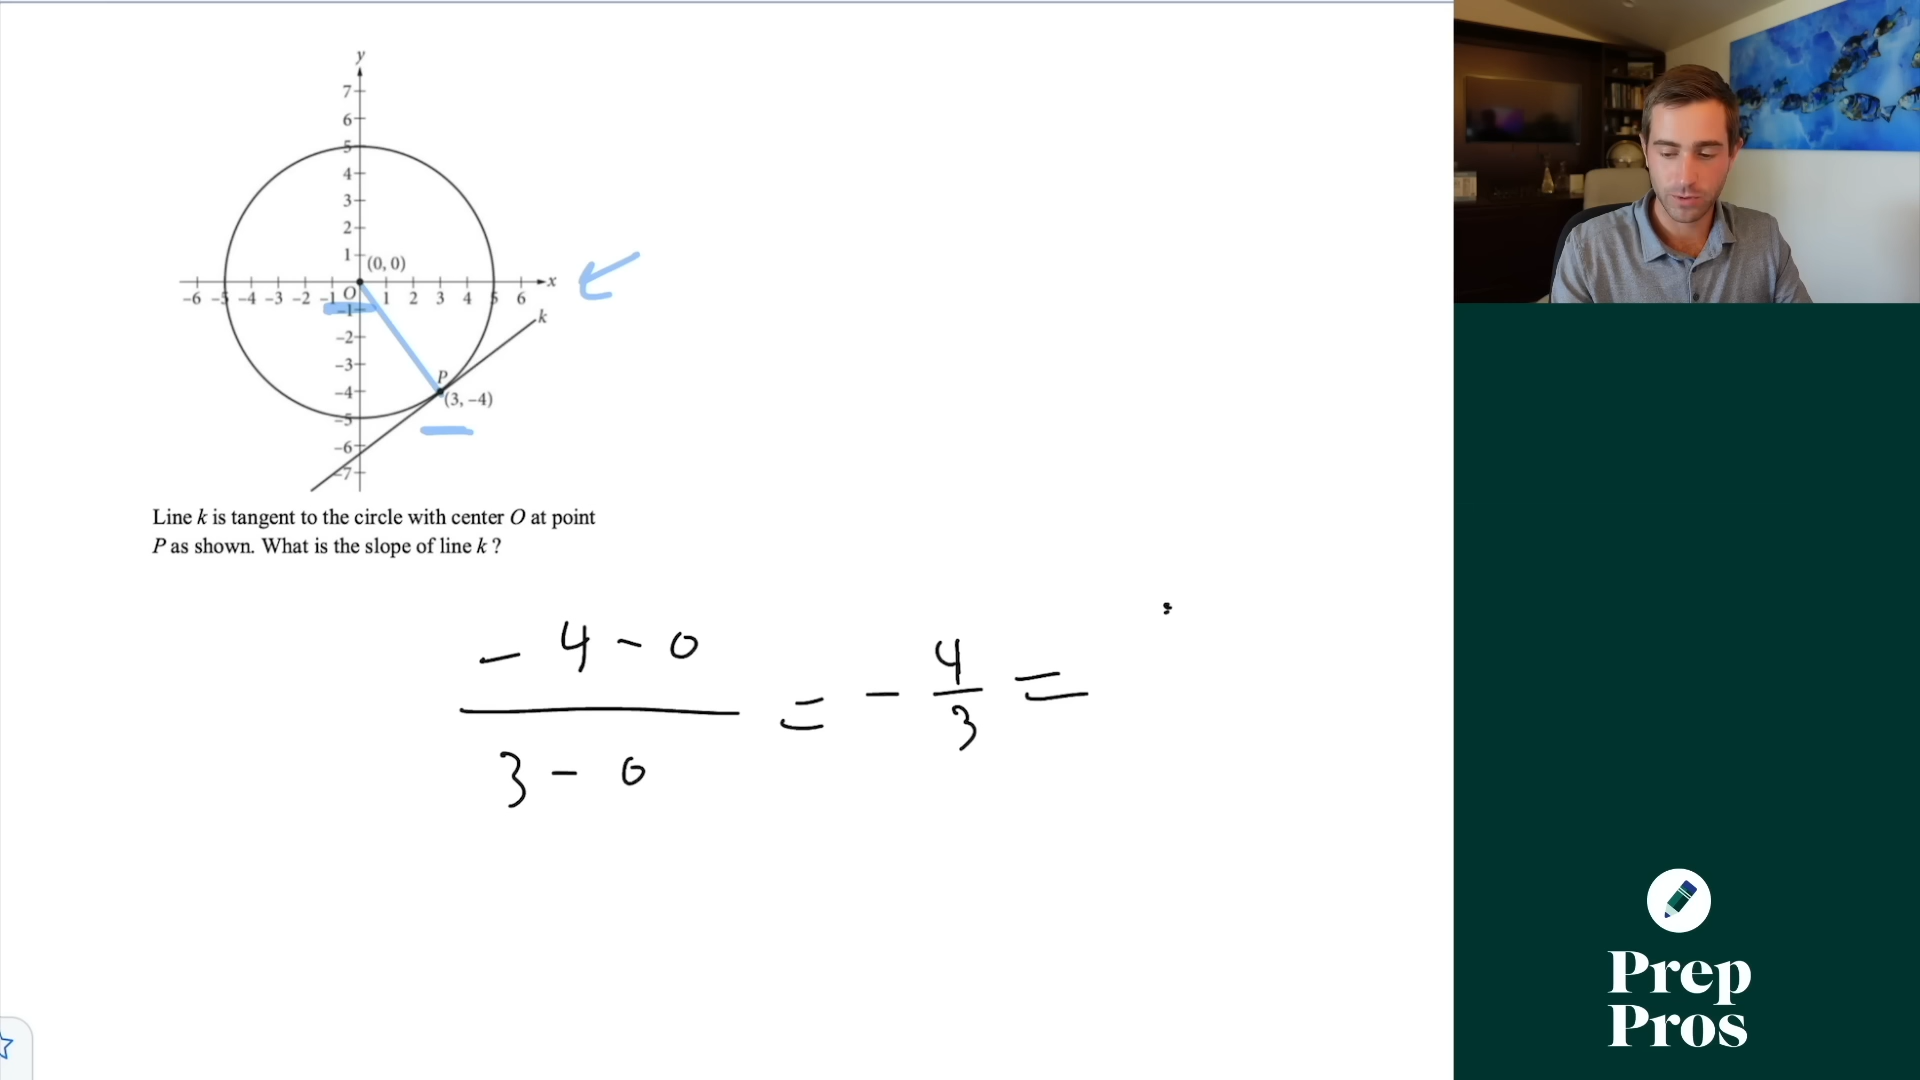 y
7
6
5
4
3
2
1
(0, 0)
x
-6 -5 -4 -3 -2 -1 O 1 2 3 4 5 6
-1
k
-2
-3
P
-4
(3, -4)
-5
-6
-7
Line k is tangent to the circle with center O at point
P as shown. What is the slope of line k ?
- 4 - 0
3 - 0
= - 4/3 =
Prep
Pros